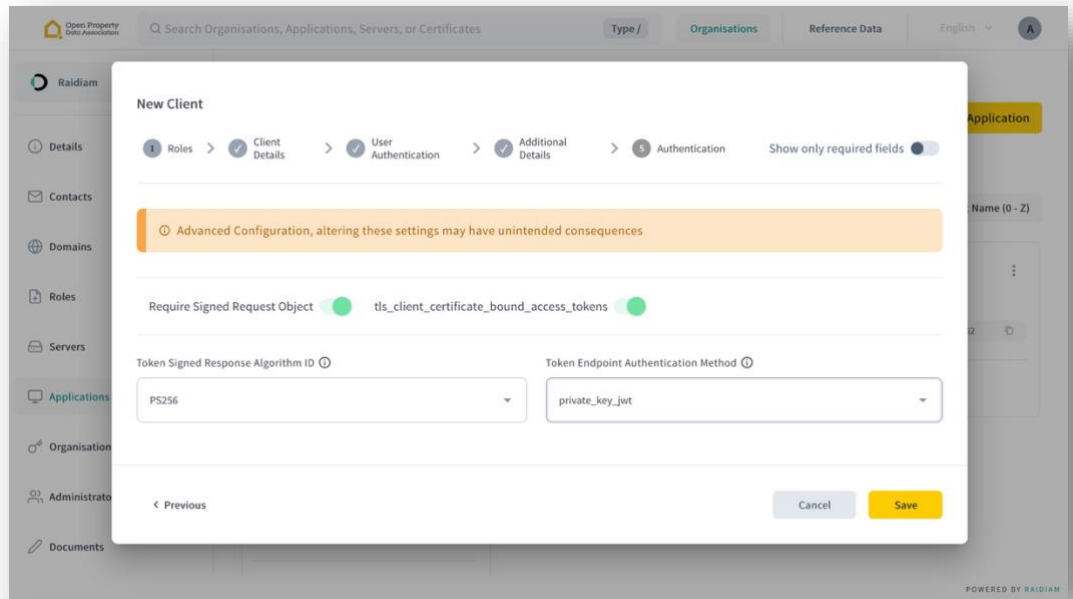 Open Property
Data Association
Search Organisations, Applications, Servers, or Certificates
Type /
Organisations
Reference Data
English
A
Raidiam
Details
Contacts
Domains
Roles
Servers
Applications
Organisation
Administrato
Documents
Application
Name (0 - Z)
New Client
1 Roles > Client Details > User Authentication > Additional Details > 5 Authentication
Show only required fields
Advanced Configuration, altering these settings may have unintended consequences
Require Signed Request Object
tls_client_certificate_bound_access_tokens
Token Signed Response Algorithm ID
Token Endpoint Authentication Method
PS256
private_key_jwt
< Previous
Cancel
Save
POWERED BY RAIDIAM